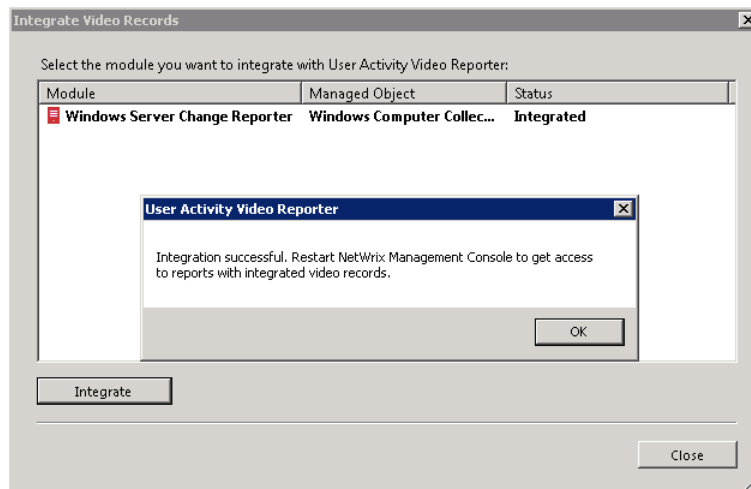 Integrate Video Records
Select the module you want to integrate with User Activity Video Reporter:
Module Managed Object Status
Windows Server Change Reporter Windows Computer Collec... Integrated
User Activity Video Reporter
Integration successful. Restart NetWrix Management Console to get access
to reports with integrated video records.
OK
Integrate
Close